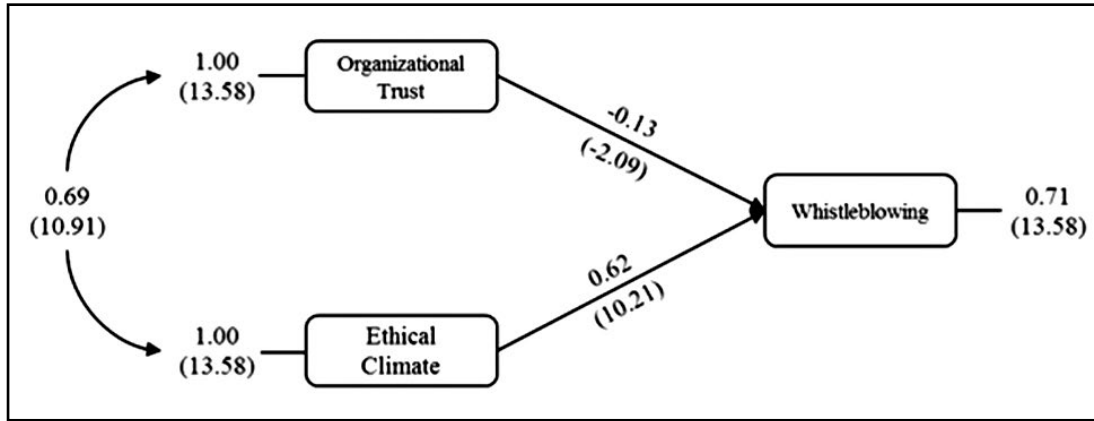 1.00
(13.58)
Organizational
Trust
-0.13
(-2.09)
0.69
(10.91)
Whistleblowing
0.71
(13.58)
0.62
(10.21)
1.00
(13.58)
Ethical
Climate